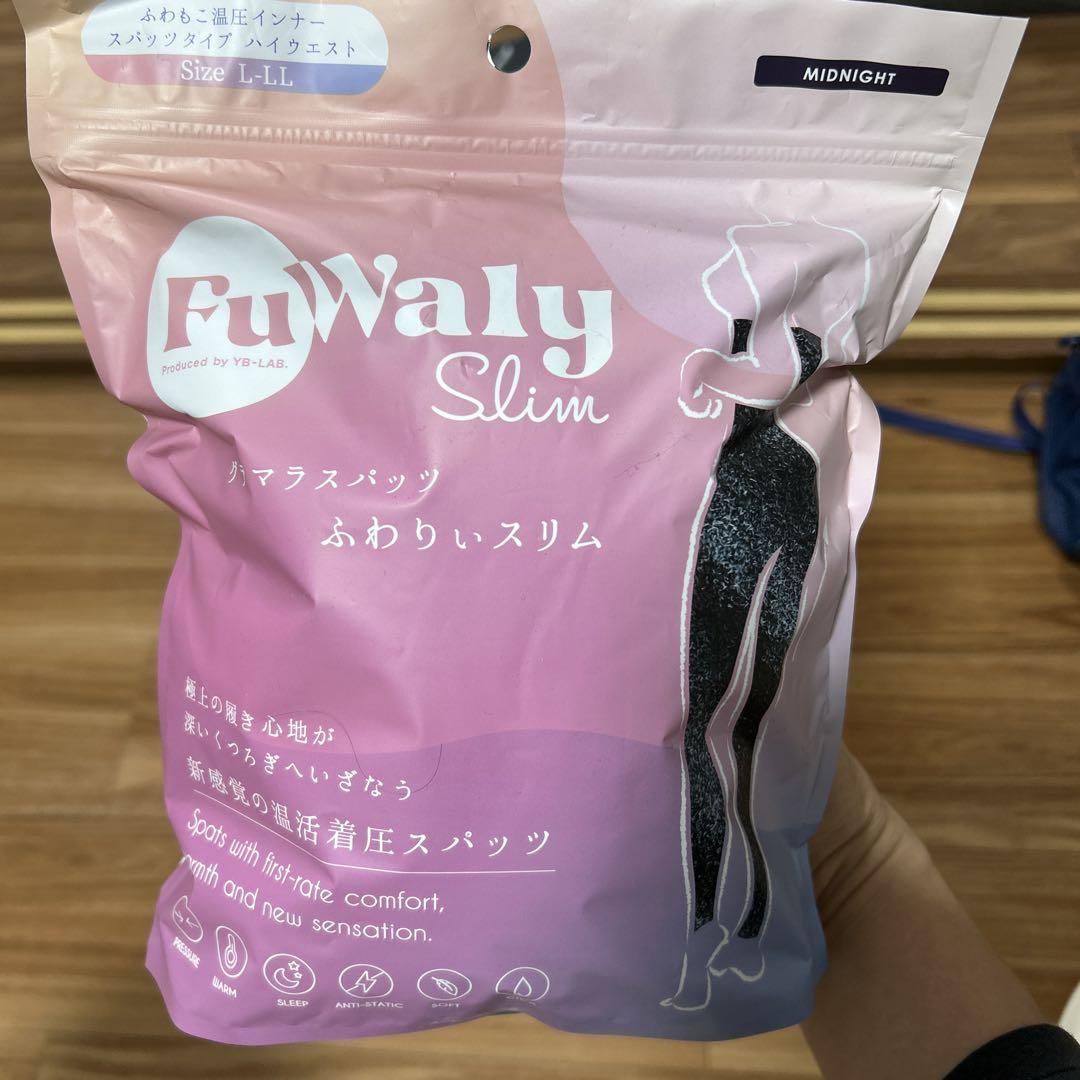 ふわもこ温圧インナー
スパッツタイプ ハイウエスト
Size L-LL
MIDNIGHT
FuWaly
Produced by YB-LAB.
Slim
グラマラスパッツ
ふわりぃスリム
極上の履き心地が
深いくつろぎへいざなう
新感覚の温活着圧スパッツ
Spats with first-rate comfort,
and new sensation.
PRESSURE
WARM
SLEEP
ANTI-STATIC
SOFT